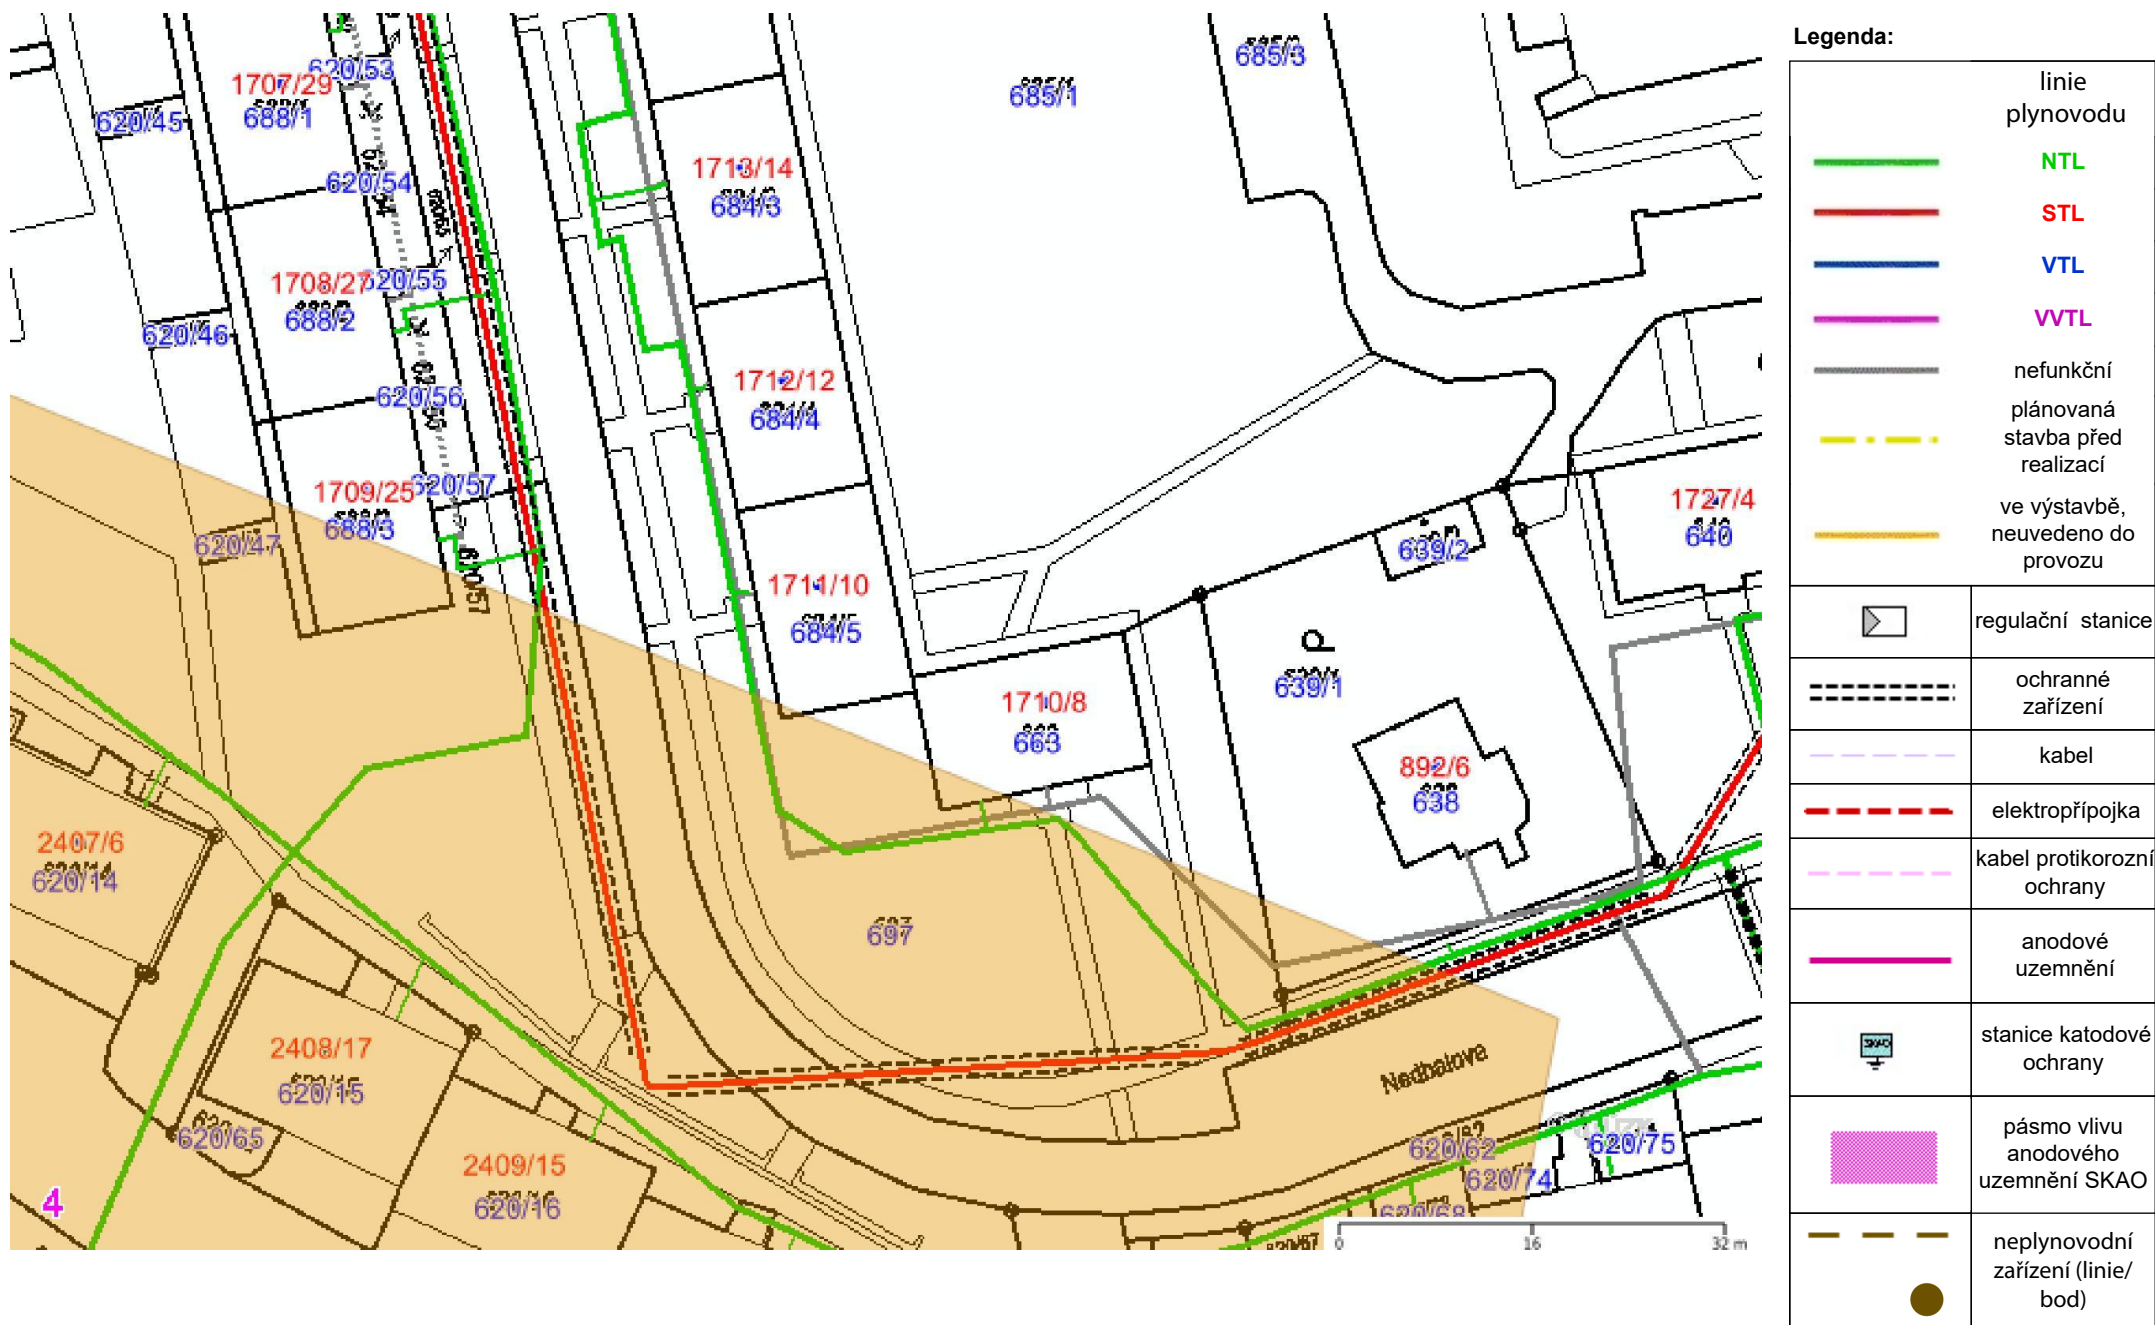 620/53
1707/29
688/1
620/45
620/54
620/55
1708/27
688/2
620/46
620/56
1709/25
620/57
688/3
620/47
685/3
685/1
1713/14
684/3
1712/12
684/4
1711/10
684/5
1710/8
663
639/2
1727/4
640
639/1
892/6
638
697
2407/6
620/14
2408/17
620/15
620/65
2409/15
620/16
4
Nedbalova
620/62
620/75
620/74
620/68
0 16 32 m
Legenda:
linie
plynovodu
NTL
STL
VTL
VVTL
nefunkční
plánovaná
stavba před
realizací
ve výstavbě,
neuvedeno do
provozu
regulační stanice
ochranné
zařízení
kabel
elektropřípojka
kabel protikorozní
ochrany
anodové
uzemnění
SKAO
stanice katodové
ochrany
pásmo vlivu
anodového
uzemnění SKAO
neplynovodní
zařízení (linie/
bod)